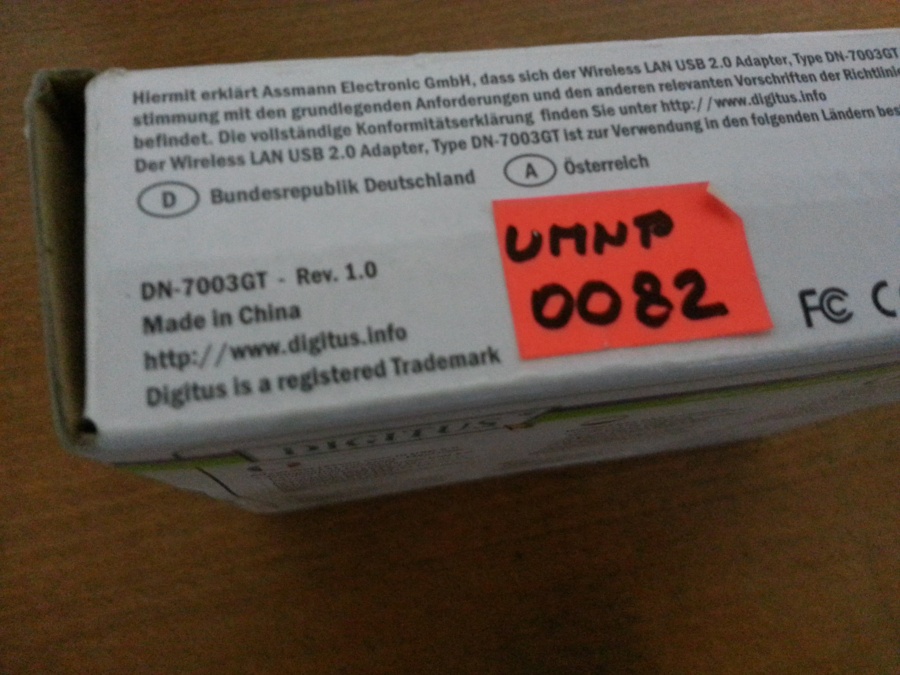 Hiermit erklärt Assmann Electronic GmbH, dass sich der Wireless LAN USB 2.0 Adapter, Type DN-7003GT
stimmung mit den grundlegenden Anforderungen und den anderen relevanten Vorschriften der Richtlinie
befindet. Die vollständige Konformitätserklärung finden Sie unter http://www.digitus.info
Der Wireless LAN USB 2.0 Adapter, Type DN-7003GT ist zur Verwendung in den folgenden Ländern bes
D Bundesrepublik Deutschland A Österreich
UMNP
0082
DN-7003GT - Rev. 1.0
Made in China
http://www.digitus.info
Digitus is a registered Trademark
FC C
DIGITUS